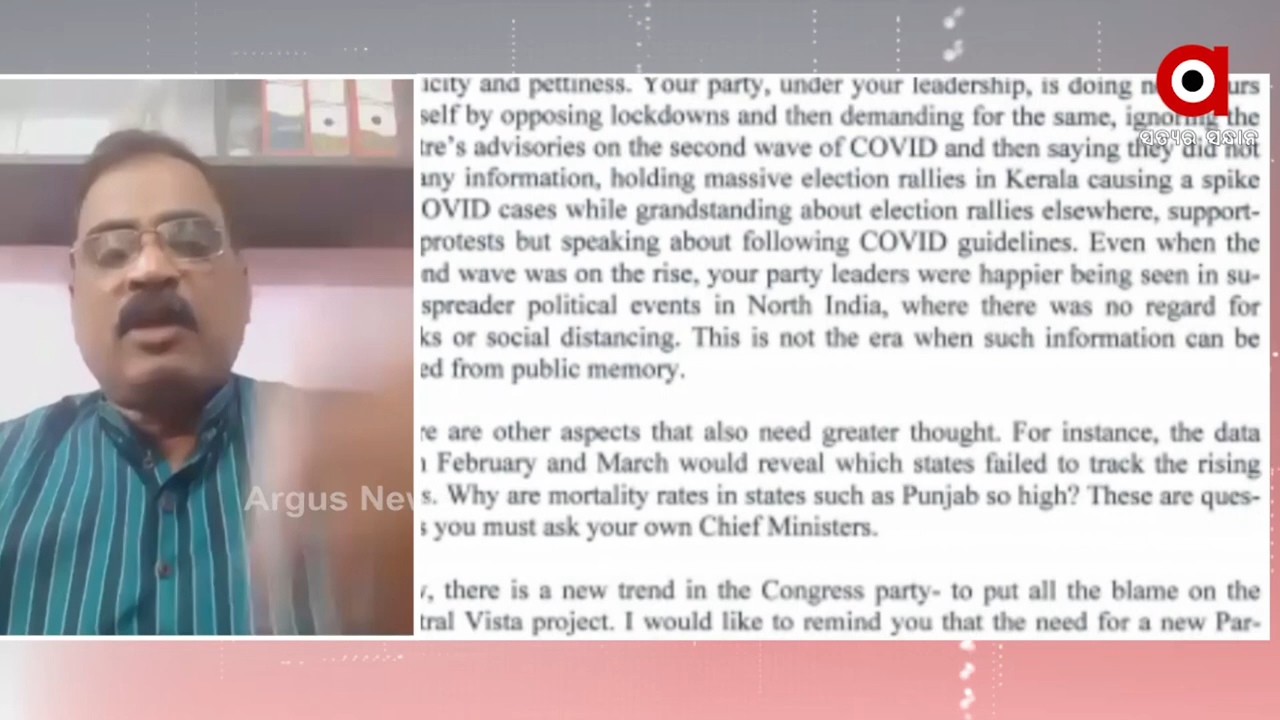 icity and pettiness. Your party, under your leadership, is doing
self by opposing lockdowns and then demanding for the same, ignoring the
tre's advisories on the second wave of COVID and then saying they did not
any information, holding massive election rallies in Kerala causing a spike
OVID cases while grandstanding about election rallies elsewhere, support-
protests but speaking about following COVID guidelines. Even when the
nd wave was on the rise, your party leaders were happier being seen in su-
spreader political events in North India, where there was no regard for
ks or social distancing. This is not the era when such information can be
ed from public memory.
re are other aspects that also need greater thought. For instance, the data
February and March would reveal which states failed to track the rising
s. Why are mortality rates in states such as Punjab so high? These are ques-
s you must ask your own Chief Ministers.
, there is a new trend in the Congress party- to put all the blame on the
tral Vista project. I would like to remind you that the need for a new Par-
a
ସତ୍ୟର ସନ୍ଧାନ
Argus New